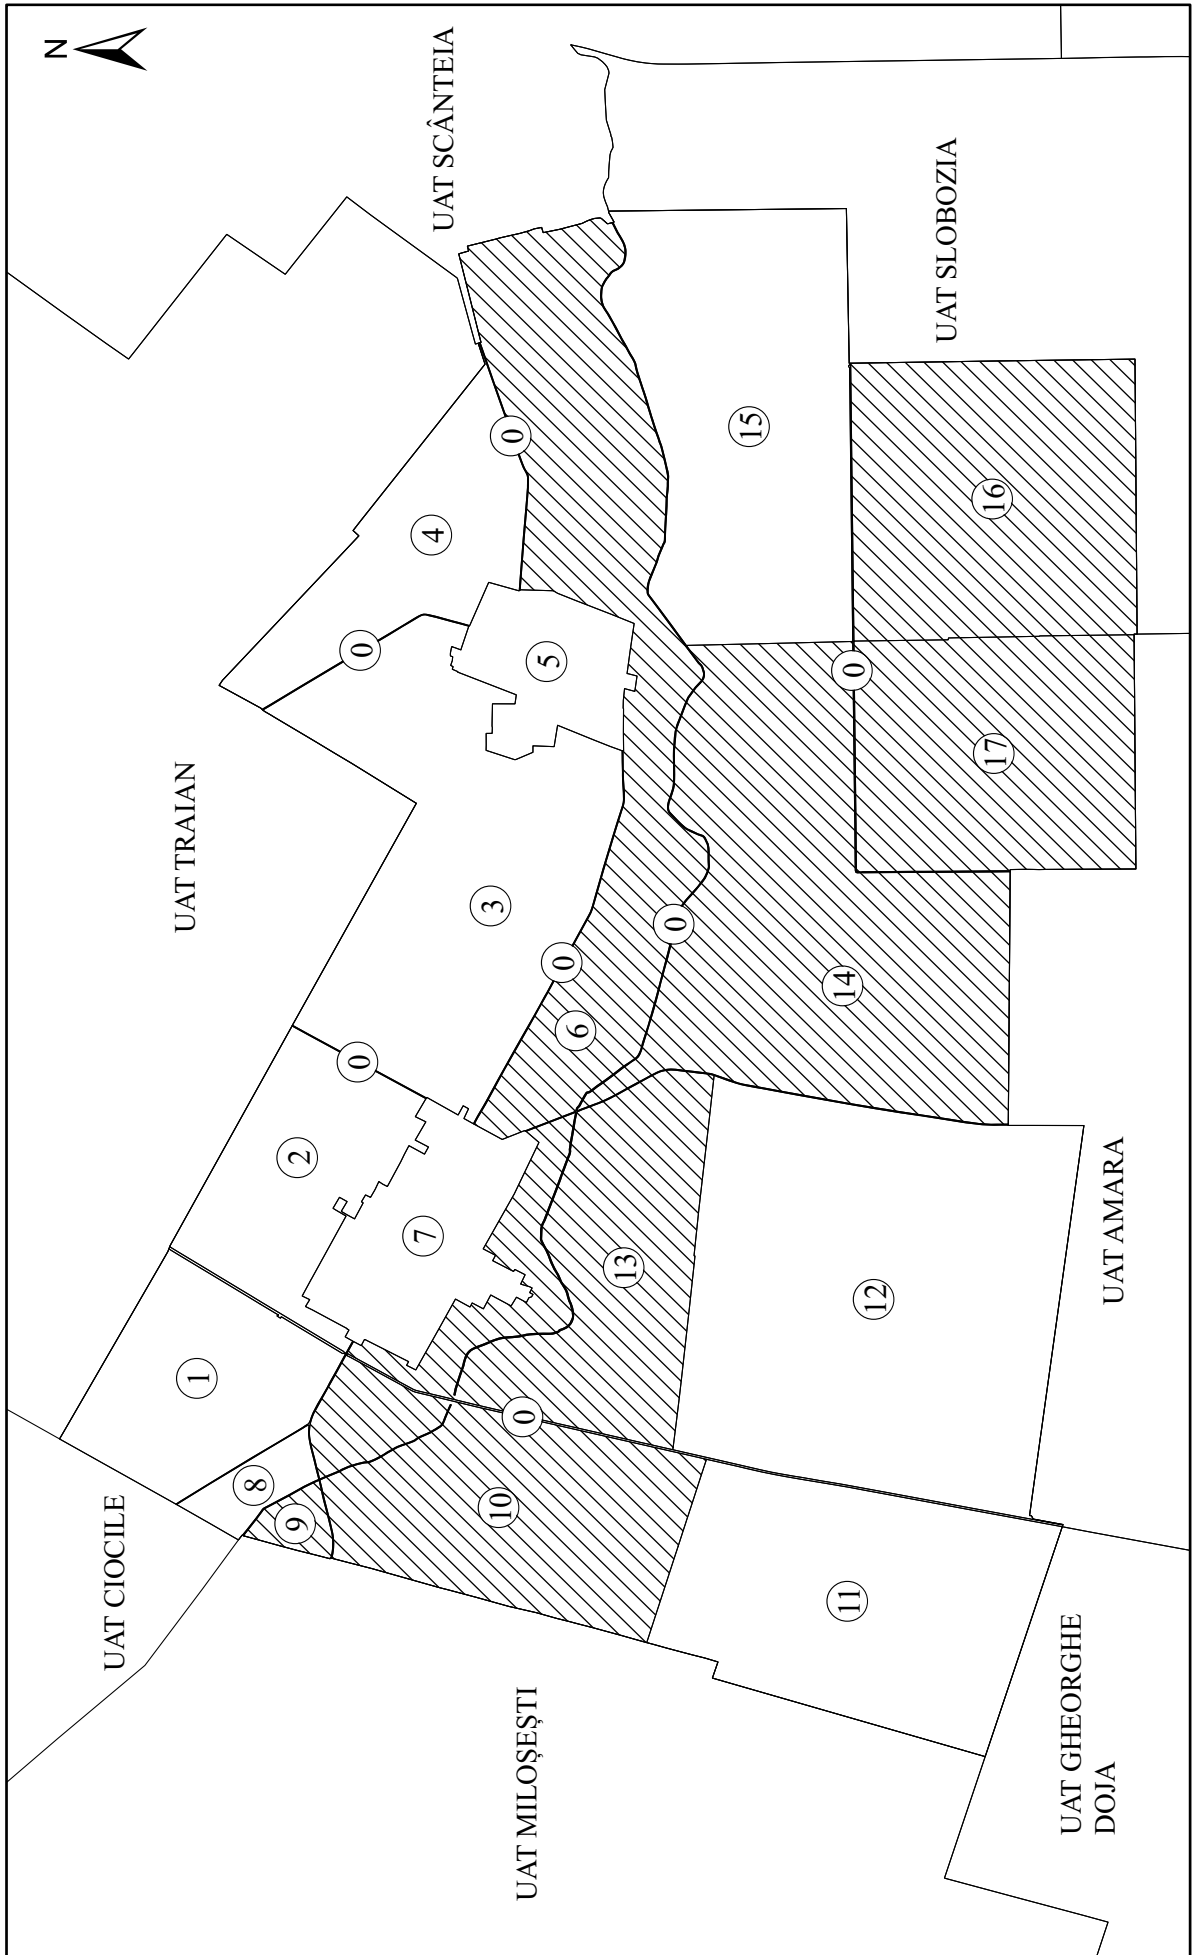 N
UAT CIOCILE
UAT TRAIAN
1
8
9
2
0
0
7
4
UAT SCÂNTEIA
3
10
0
0
UAT MILOȘEȘTI
5
0
6
13
0
15
14
11
0
12
UAT SLOBOZIA
16
17
UAT GHEORGHE
DOJA
UAT AMARA